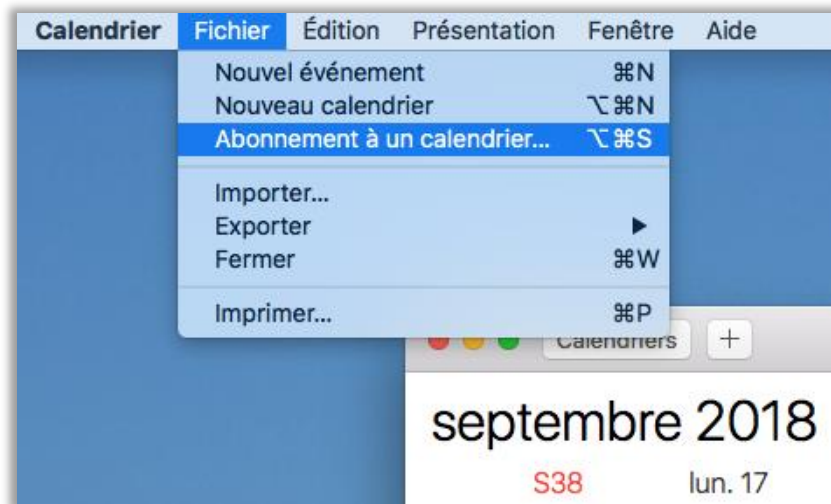 Calendrier Fichier Édition Présentation Fenêtre Aide
Nouvel événement ⌘N
Nouveau calendrier ⌥⌘N
Abonnement à un calendrier... ⌥⌘S
Importer...
Exporter ▶
Fermer ⌘W
Imprimer... ⌘P
Calendriers +
septembre 2018
S38 lun. 17